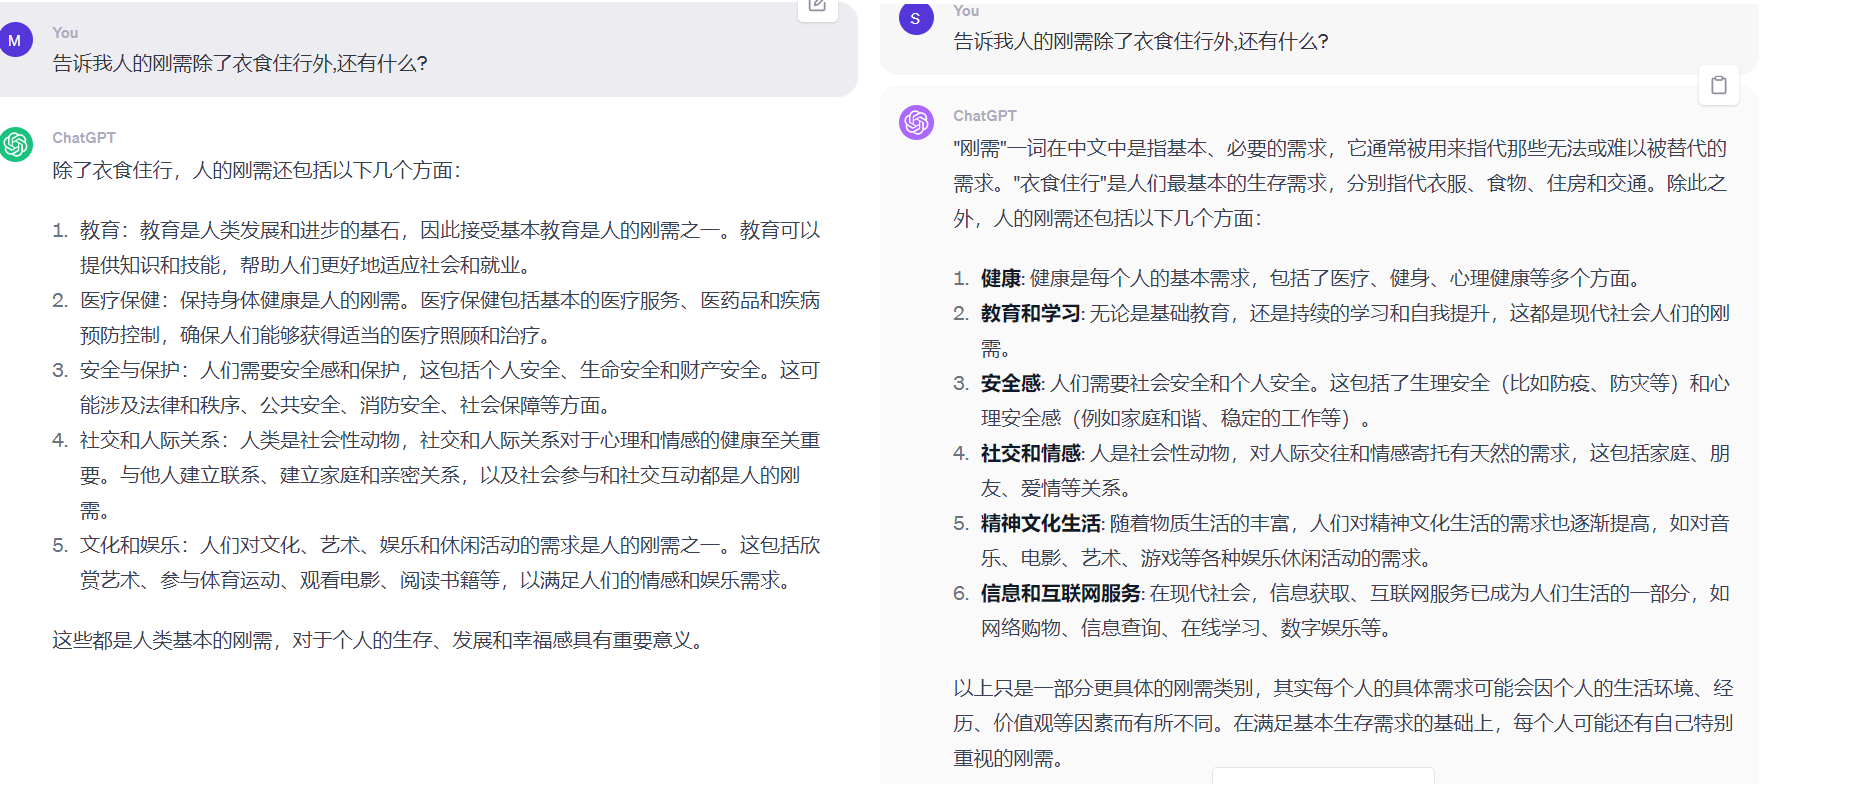 M
You
告诉我人的刚需除了衣食住行外,还有什么?
ChatGPT
除了衣食住行，人的刚需还包括以下几个方面：
1. 教育：教育是人类发展和进步的基石，因此接受基本教育是人的刚需之一。教育可以
提供知识和技能，帮助人们更好地适应社会和就业。
2. 医疗保健：保持身体健康是人的刚需。医疗保健包括基本的医疗服务、医药品和疾病
预防控制，确保人们能够获得适当的医疗照顾和治疗。
3. 安全与保护：人们需要安全感和保护，这包括个人安全、生命安全和财产安全。这可
能涉及法律和秩序、公共安全、消防安全、社会保障等方面。
4. 社交和人际关系：人类是社会性动物，社交和人际关系对于心理和情感的健康至关重
要。与他人建立联系、建立家庭和亲密关系，以及社会参与和社交互动都是人的刚
需。
5. 文化和娱乐：人们对文化、艺术、娱乐和休闲活动的需求是人的刚需之一。这包括欣
赏艺术、参与体育运动、观看电影、阅读书籍等，以满足人们的情感和娱乐需求。
这些都是人类基本的刚需，对于个人的生存、发展和幸福感具有重要意义。
S
You
告诉我人的刚需除了衣食住行外,还有什么?
ChatGPT
"刚需"一词在中文中是指基本、必要的需求，它通常被用来指代那些无法或难以被替代的
需求。"衣食住行"是人们最基本的生存需求，分别指代衣服、食物、住房和交通。除此之
外，人的刚需还包括以下几个方面：
1. 健康: 健康是每个人的基本需求，包括了医疗、健身、心理健康等多个方面。
2. 教育和学习: 无论是基础教育，还是持续的学习和自我提升，这都是现代社会人们的刚
需。
3. 安全感: 人们需要社会安全和个人安全。这包括了生理安全（比如防疫、防灾等）和心
理安全感（例如家庭和谐、稳定的工作等）。
4. 社交和情感: 人是社会性动物，对人际交往和情感寄托有天然的需求，这包括家庭、朋
友、爱情等关系。
5. 精神文化生活: 随着物质生活的丰富，人们对精神文化生活的需求也逐渐提高，如对音
乐、电影、艺术、游戏等各种娱乐休闲活动的需求。
6. 信息和互联网服务: 在现代社会，信息获取、互联网服务已成为人们生活的一部分，如
网络购物、信息查询、在线学习、数字娱乐等。
以上只是一部分更具体的刚需类别，其实每个人的具体需求可能会因个人的生活环境、经
历、价值观等因素而有所不同。在满足基本生存需求的基础上，每个人可能还有自己特别
重视的刚需。